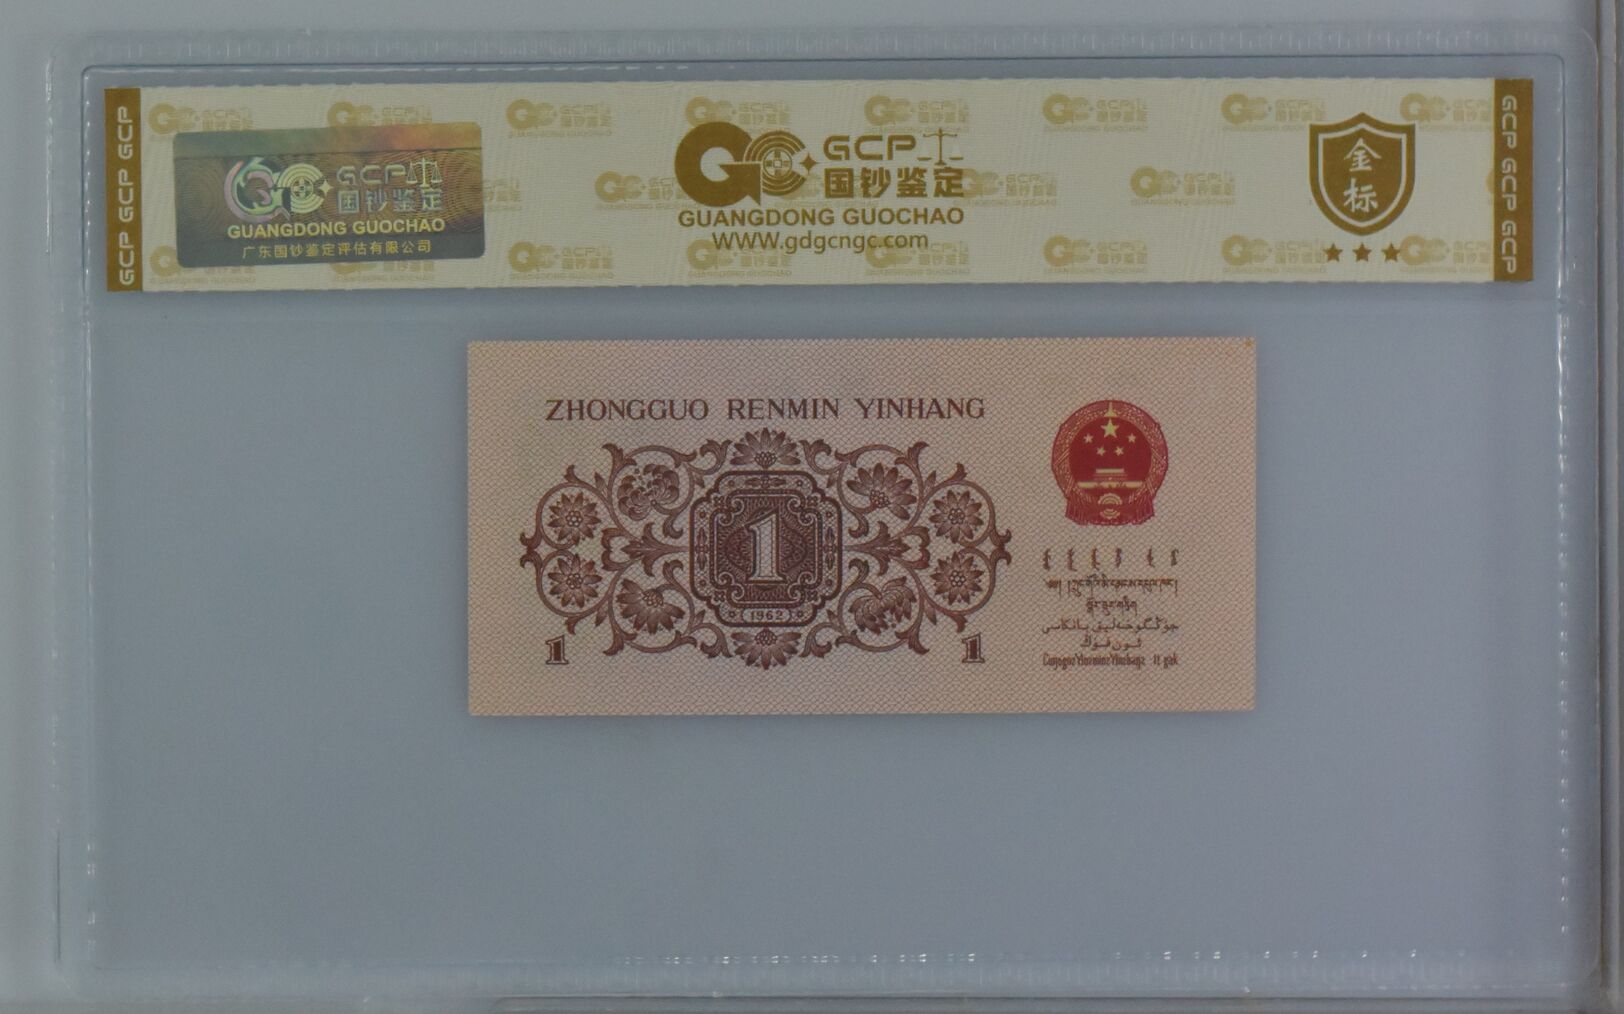 GCP GCP GCP
GCP
国钞鉴定
GUANGDONG GUOCHAO
广东国钞鉴定评估有限公司
GCP
国钞鉴定
GUANGDONG GUOCHAO
WWW.gdgcngc.com
金标
GCP GCP GCP
ZHONGGUO RENMIN YINHANG
1
1962
1
1
جۇڭگوخەلىق بانكاسى